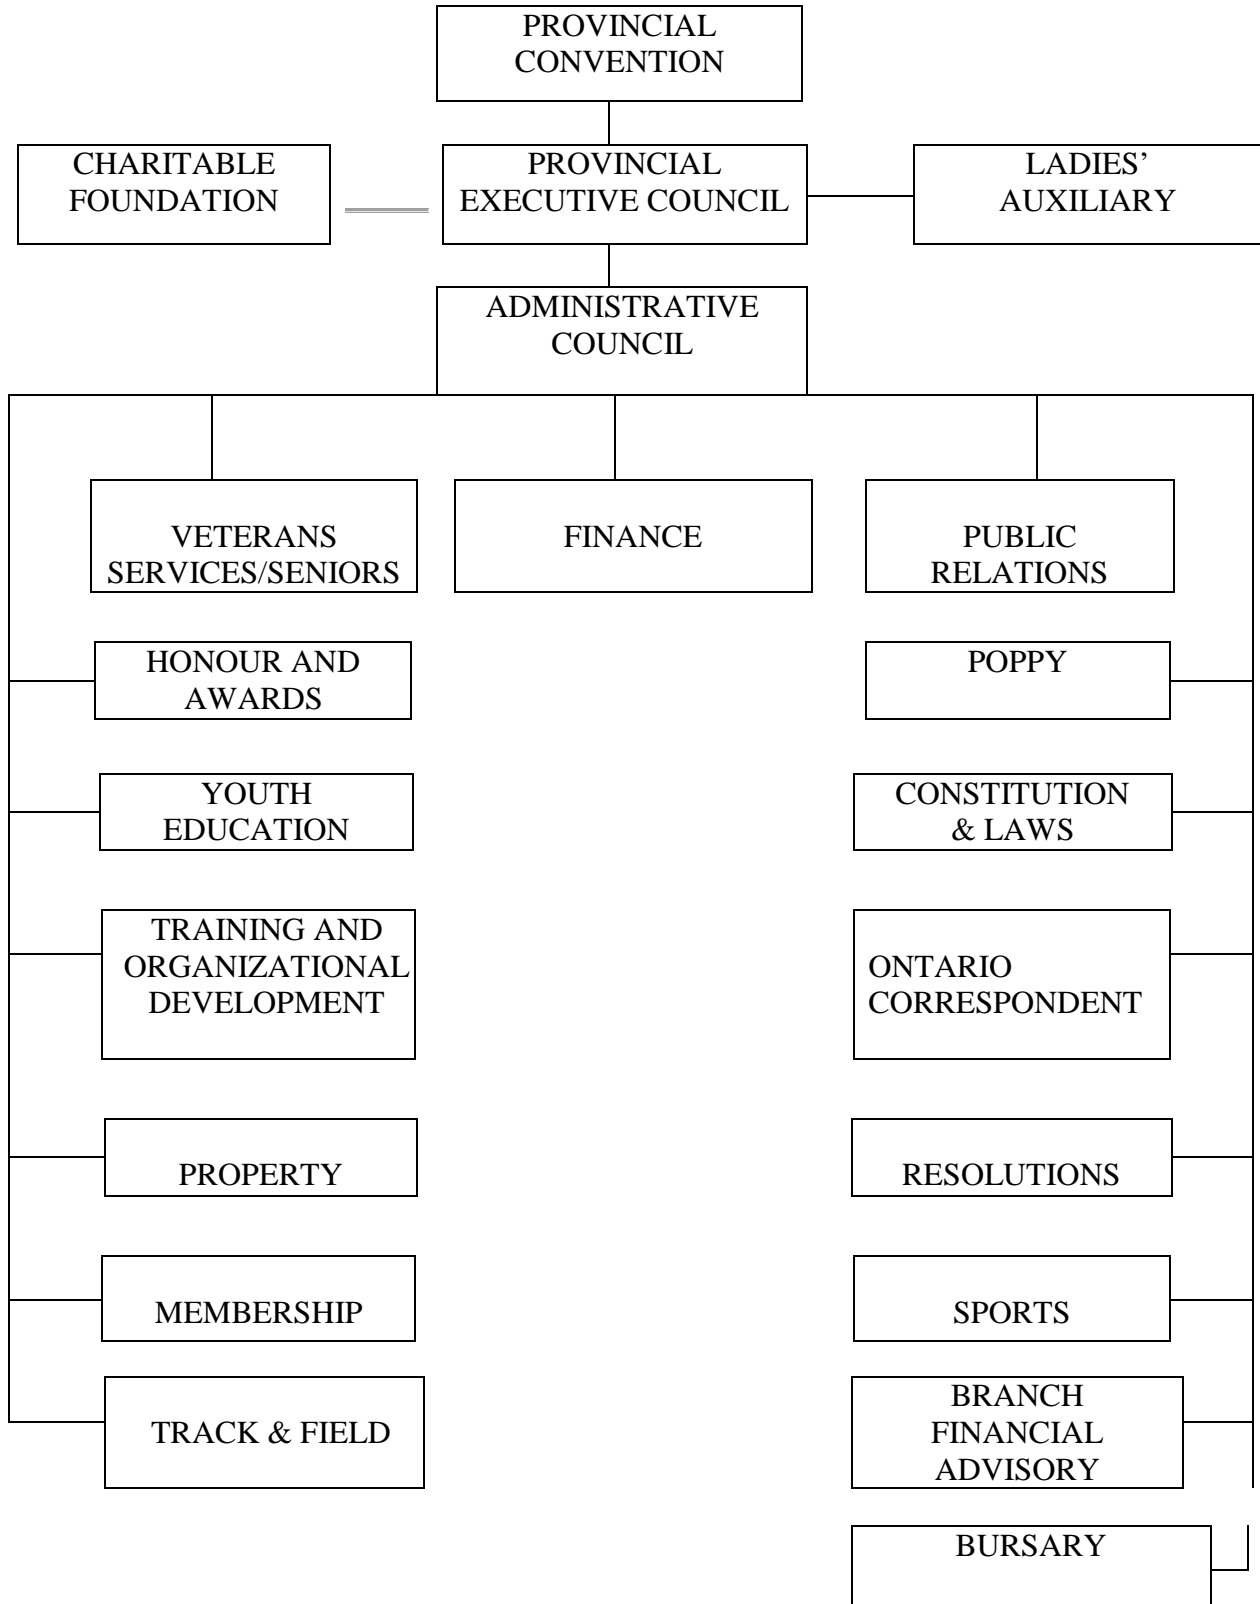 PROVINCIAL
CONVENTION
CHARITABLE
FOUNDATION
PROVINCIAL
EXECUTIVE COUNCIL
LADIES’
AUXILIARY
ADMINISTRATIVE
COUNCIL
VETERANS
SERVICES/SENIORS
FINANCE
PUBLIC
RELATIONS
HONOUR AND
AWARDS
POPPY
YOUTH
EDUCATION
CONSTITUTION
& LAWS
TRAINING AND
ORGANIZATIONAL
DEVELOPMENT
ONTARIO
CORRESPONDENT
PROPERTY
RESOLUTIONS
MEMBERSHIP
SPORTS
TRACK & FIELD
BRANCH
FINANCIAL
ADVISORY
BURSARY